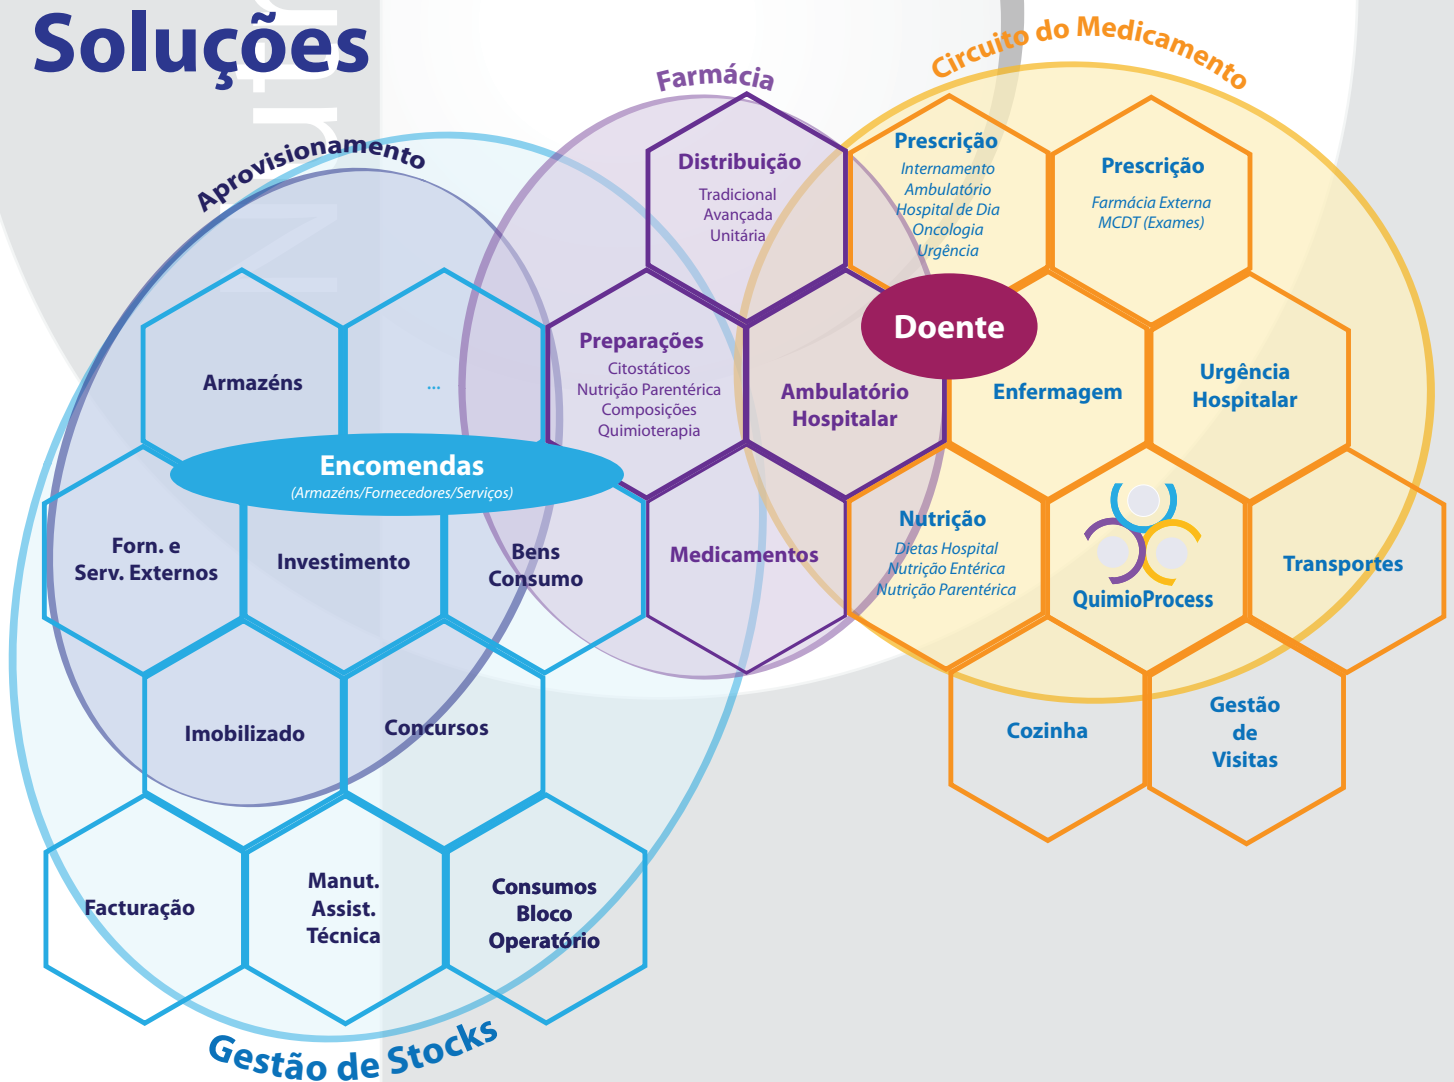 Soluções
Aprovisionamento
Farmácia
Circuito do Medicamento
Distribuição
Tradicional
Avançada
Unitária
Prescrição
Internamento
Ambulatório
Hospital de Dia
Oncologia
Urgência
Prescrição
Farmácia Externa
MCDT (Exames)
Doente
Armazéns
...
Preparações
Citostáticos
Nutrição Parentérica
Composições
Quimioterapia
Ambulatório
Hospitalar
Enfermagem
Urgência
Hospitalar
Encomendas
(Armazéns/Fornecedores/Serviços)
Forn. e
Serv. Externos
Investimento
Bens
Consumo
Medicamentos
Nutrição
Dietas Hospital
Nutrição Entérica
Nutrição Parentérica
QuimioProcess
Transportes
Imobilizado
Concursos
Cozinha
Gestão
de
Visitas
Facturação
Manut.
Assist.
Técnica
Consumos
Bloco
Operatório
Gestão de Stocks